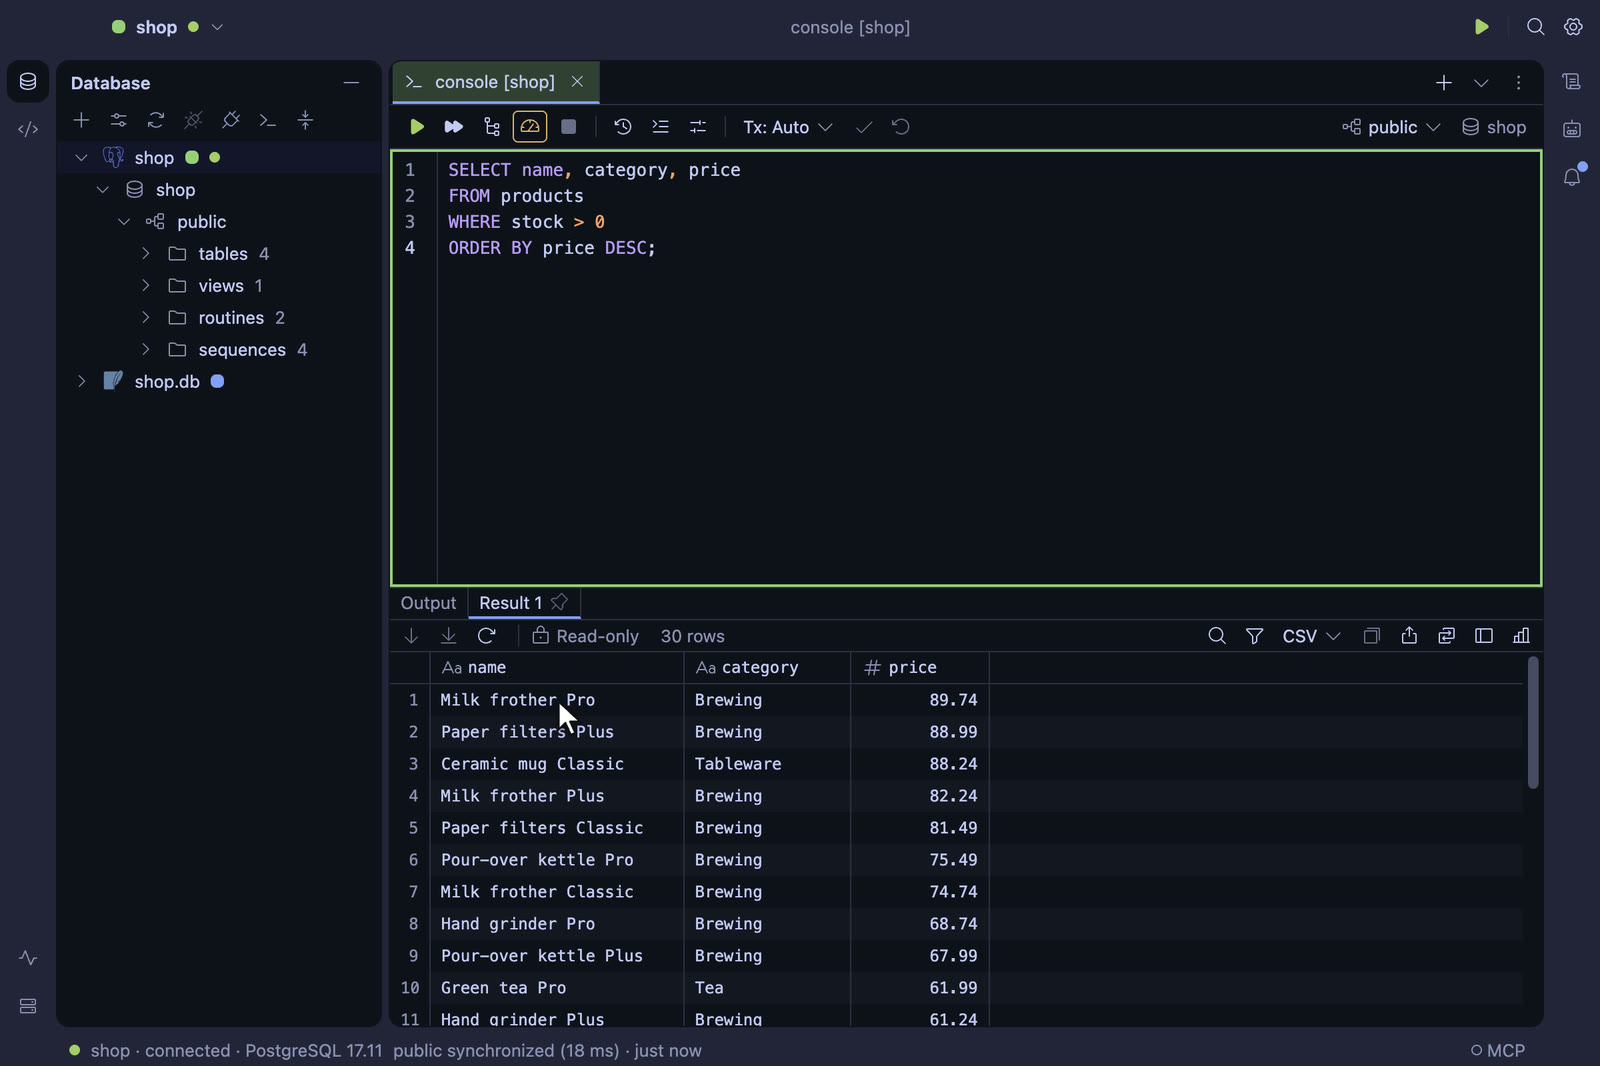 shop
console [shop]
Database
console [shop]
Tx: Auto
public
shop
shop
shop
public
tables 4
views 1
routines 2
sequences 4
shop.db
1 SELECT name, category, price
2 FROM products
3 WHERE stock > 0
4 ORDER BY price DESC;
Output
Result 1
Read-only
30 rows
CSV
Aa name Aa category # price
1 Milk frother Pro Brewing 89.74
2 Paper filters Plus Brewing 88.99
3 Ceramic mug Classic Tableware 88.24
4 Milk frother Plus Brewing 82.24
5 Paper filters Classic Brewing 81.49
6 Pour-over kettle Pro Brewing 75.49
7 Milk frother Classic Brewing 74.74
8 Hand grinder Pro Brewing 68.74
9 Pour-over kettle Plus Brewing 67.99
10 Green tea Pro Tea 61.99
11 Hand grinder Plus Brewing 61.24
shop · connected · PostgreSQL 17.11 public synchronized (18 ms) · just now
MCP